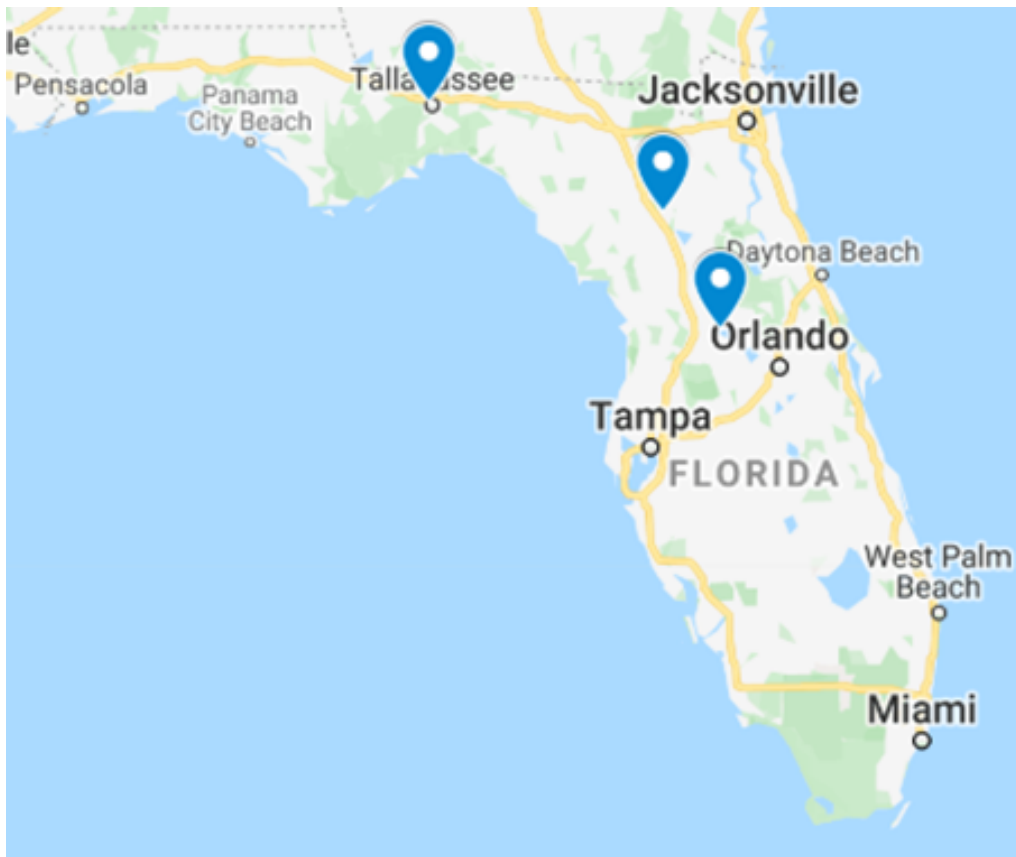 le
Pensacola
Panama
City Beach
Jacksonville
Daytona Beach
Orlando
Tampa
FLORIDA
West Palm
Beach
Miami